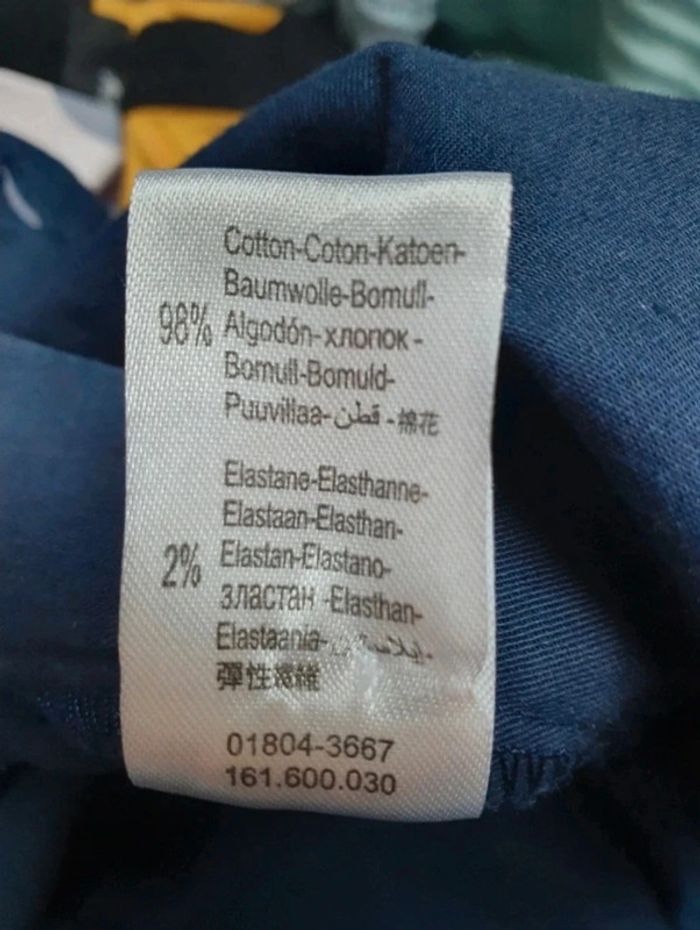 Cotton-Coton-Katoen-
Baumwolle-Bomull-
98% Algodón-хлопок -
Bomull-Bomuld-
Puuvillaa-قطن -棉花
Elastane-Elasthanne-
Elastaan-Elasthan-
2% Elastan-Elastano-
эластан -Elasthan-
Elastaania-
彈性纖維
01804-3667
161.600.030